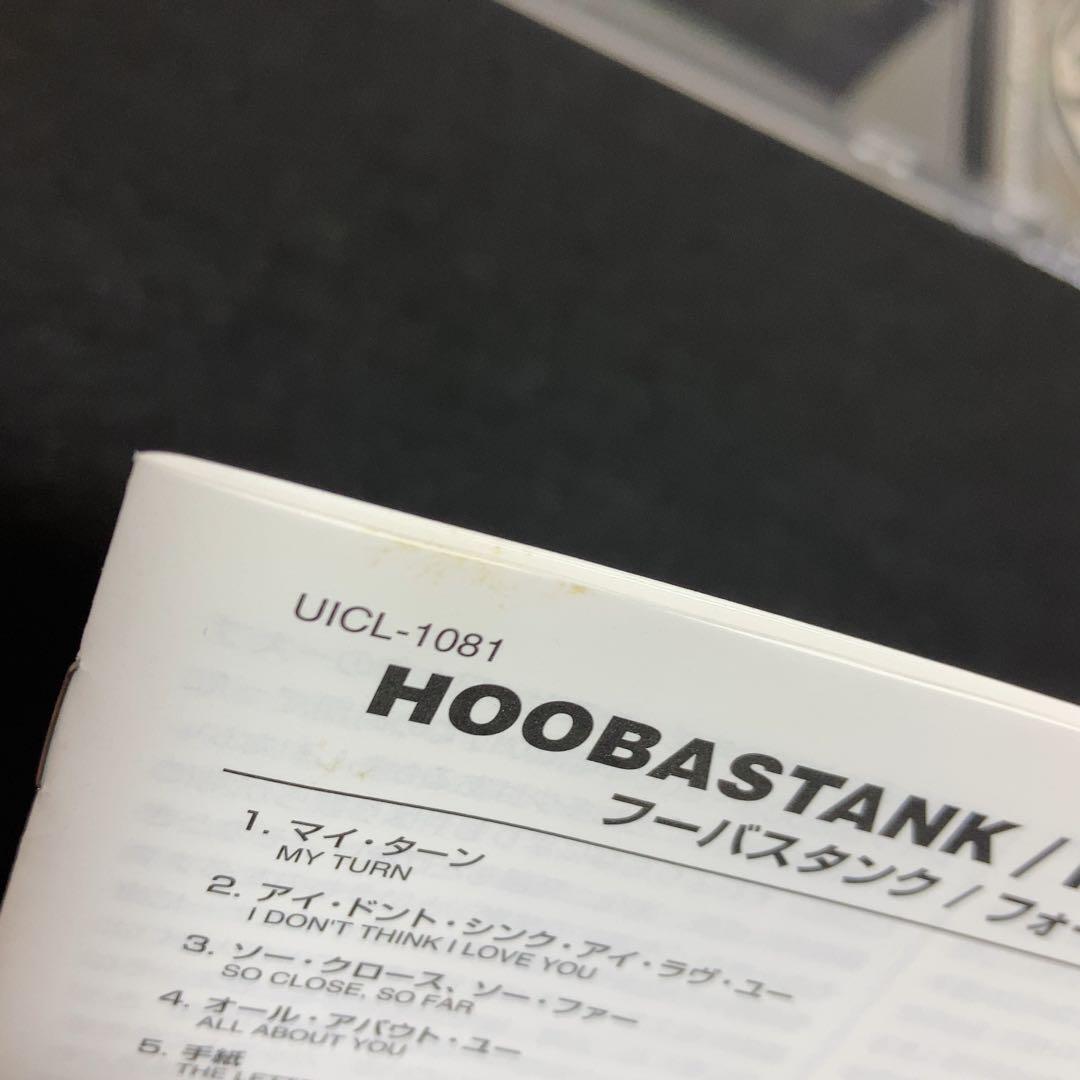 UICL-1081
HOOBASTANK /
フーバスタンク / フォー
1. マイ・ターン
MY TURN
2. アイ・ドント・シンク・アイ・ラヴ・ユー
I DON'T THINK I LOVE YOU
3. ソー・クロース、ソー・ファー
SO CLOSE, SO FAR
4. オール・アバウト・ユー
ALL ABOUT YOU
5. 手紙
THE